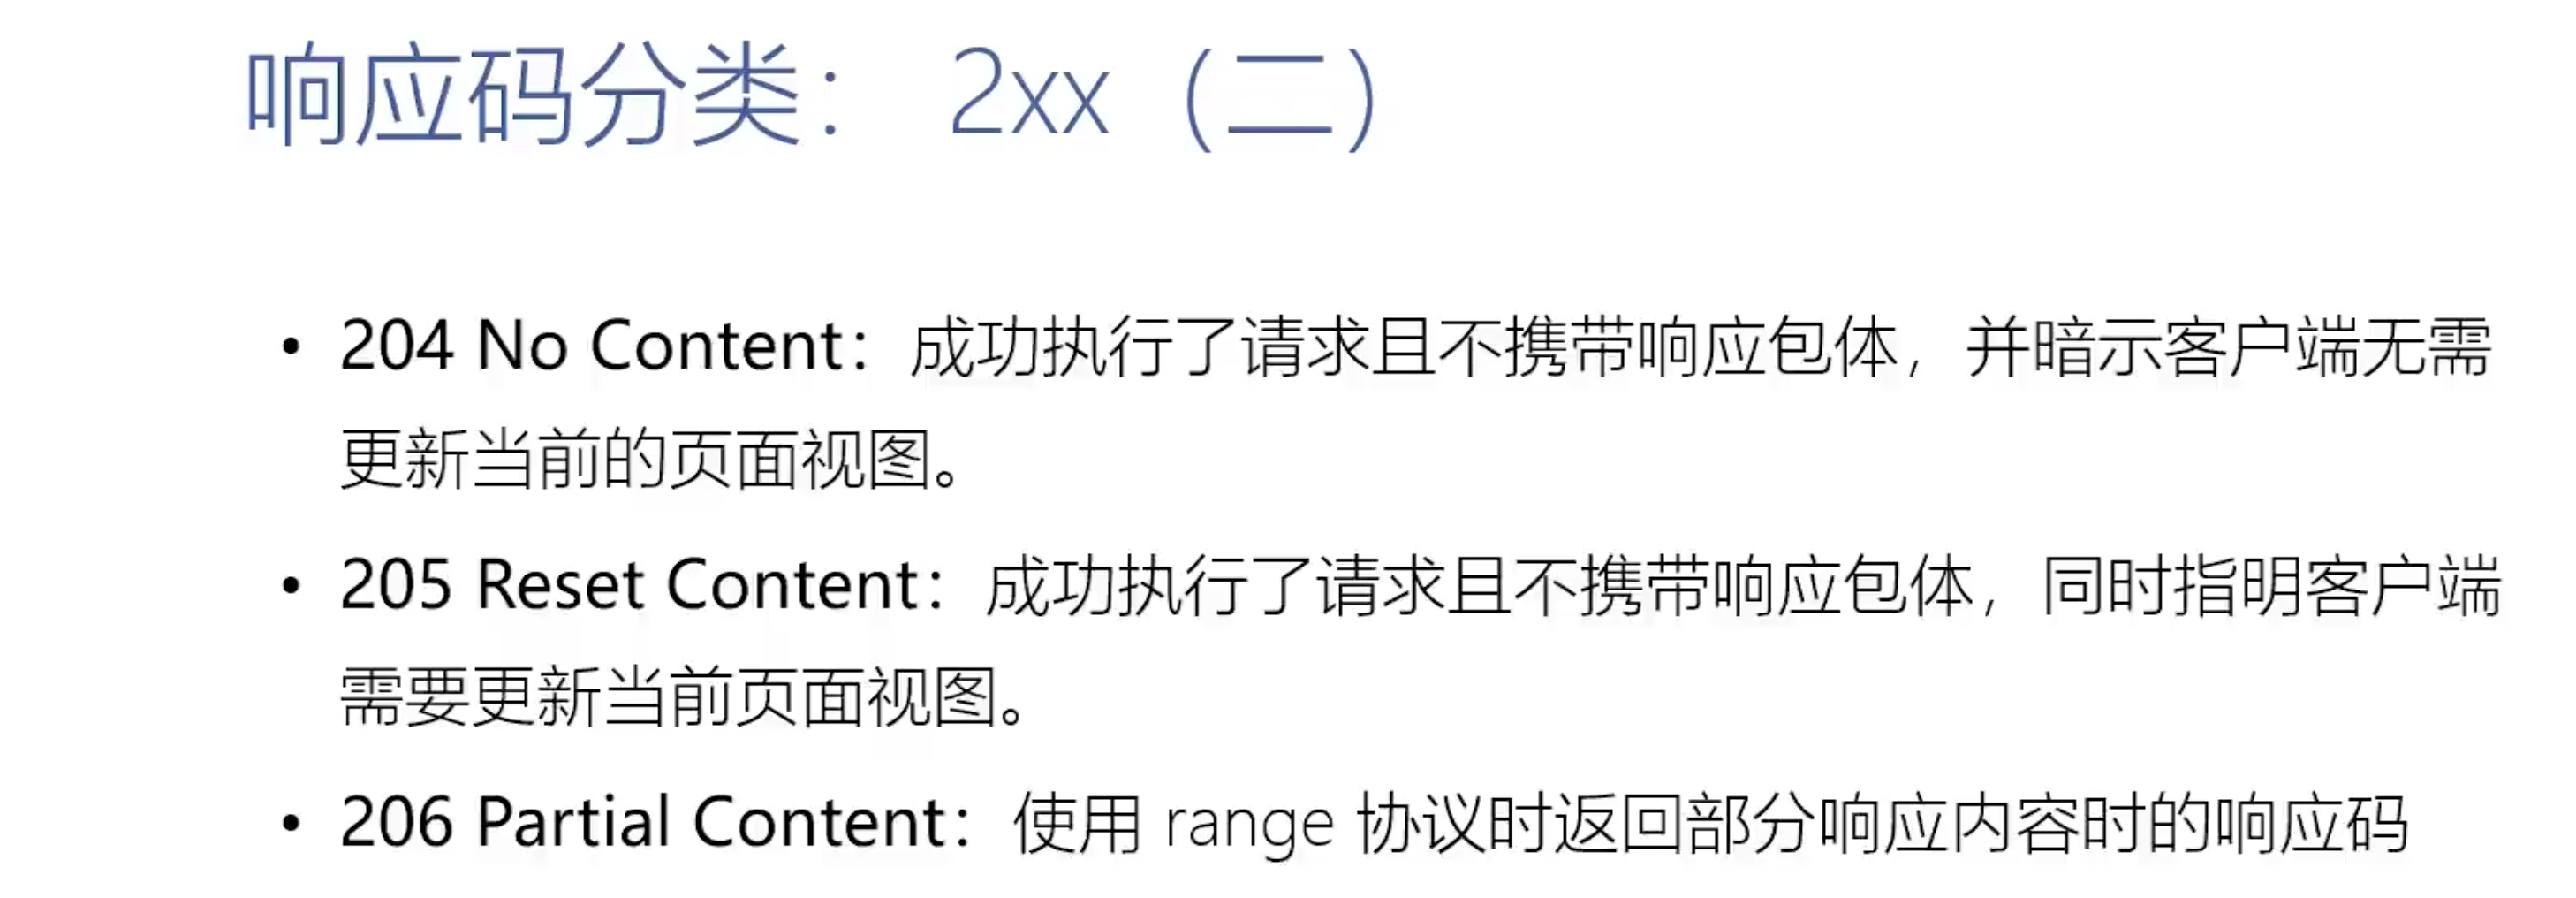 响应码分类： 2xx（二）
• 204 No Content：成功执行了请求且不携带响应包体，并暗示客户端无需
更新当前的页面视图。
• 205 Reset Content：成功执行了请求且不携带响应包体，同时指明客户端
需要更新当前页面视图。
• 206 Partial Content：使用 range 协议时返回部分响应内容时的响应码